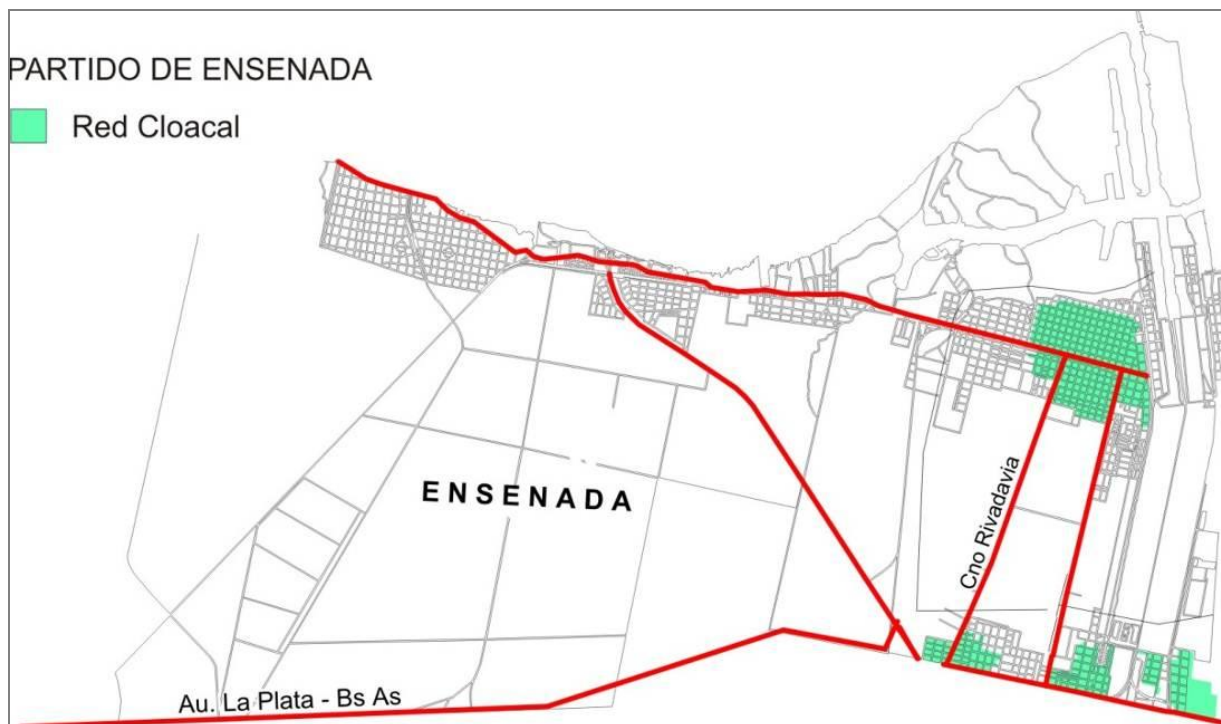 PARTIDO DE ENSENADA
Red Cloacal
ENSENADA
Cno Rivadavia
Au. La Plata - Bs As